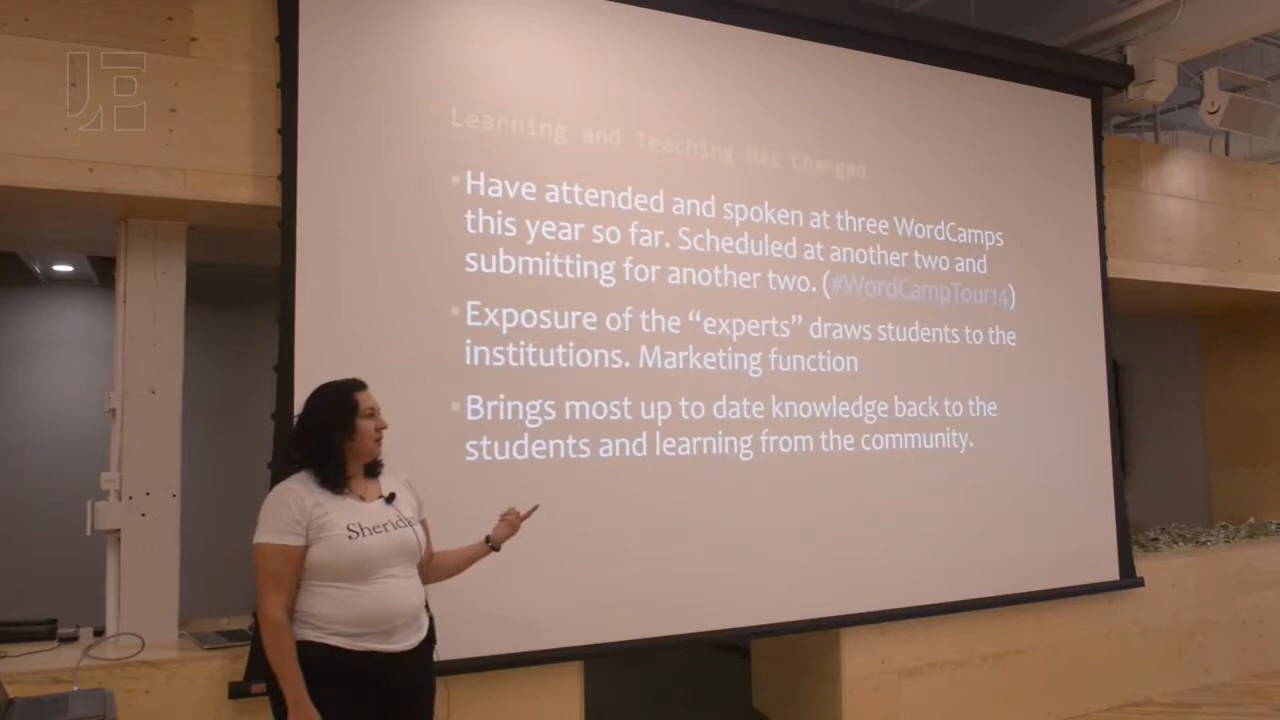 Learning and Teaching Has Changed
Have attended and spoken at three WordCamps
this year so far. Scheduled at another two and
submitting for another two. (#WordCampTour14)
Exposure of the “experts” draws students to the
institutions. Marketing function
Brings most up to date knowledge back to the
students and learning from the community.